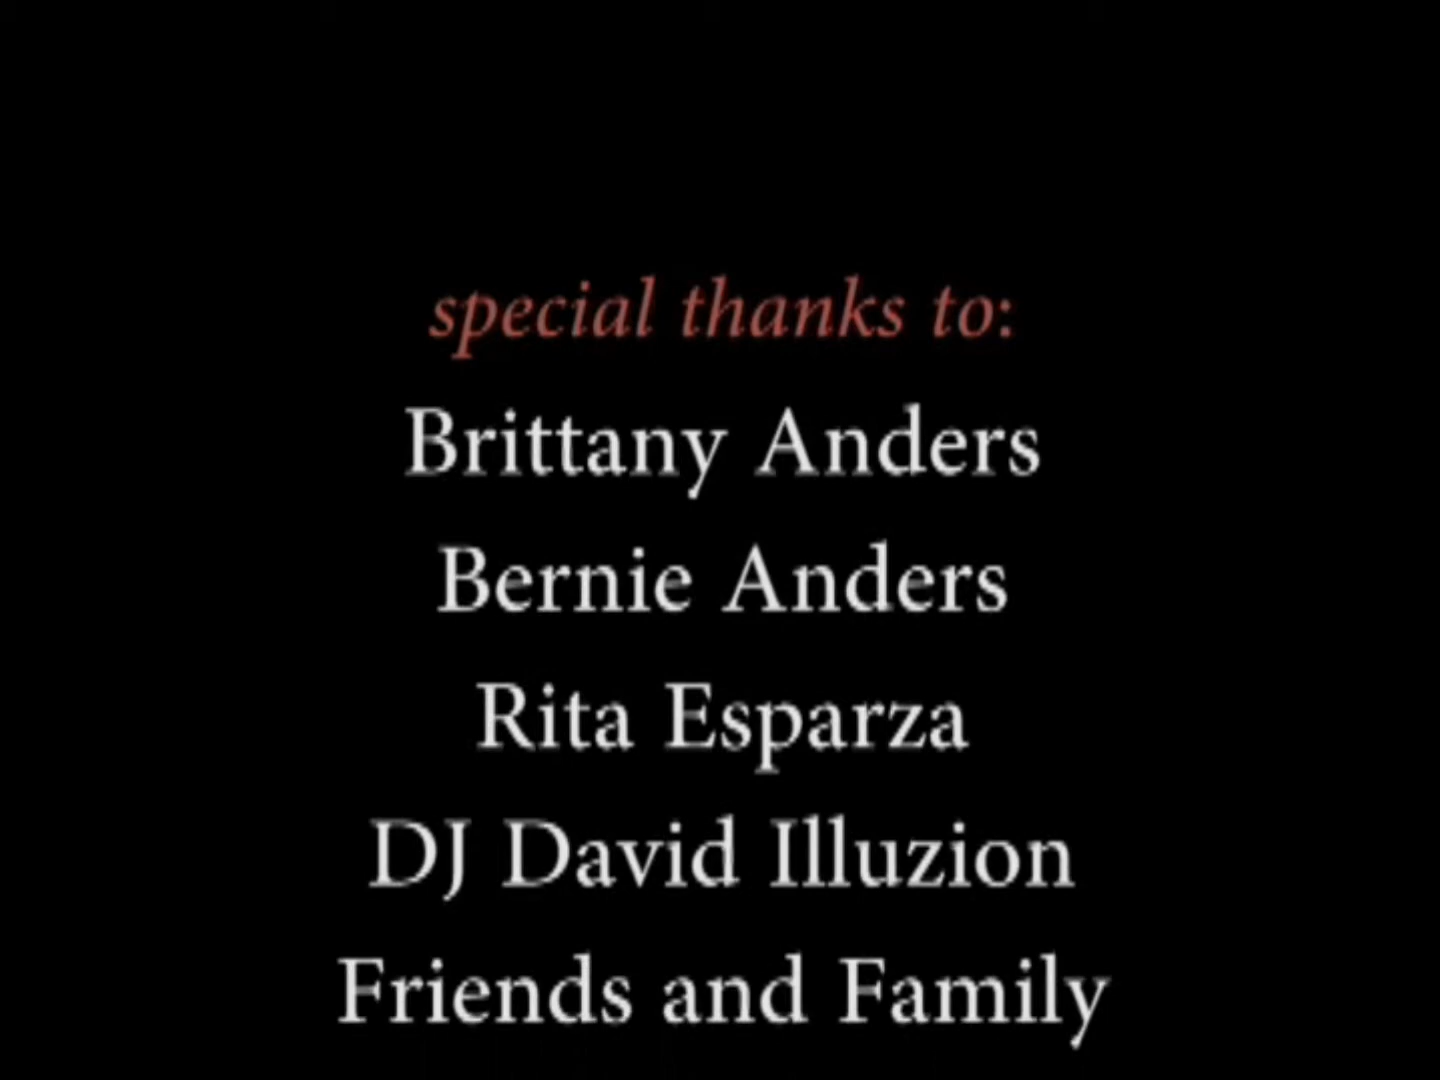 special thanks to:
Brittany Anders
Bernie Anders
Rita Esparza
DJ David Illuzion
Friends and Family